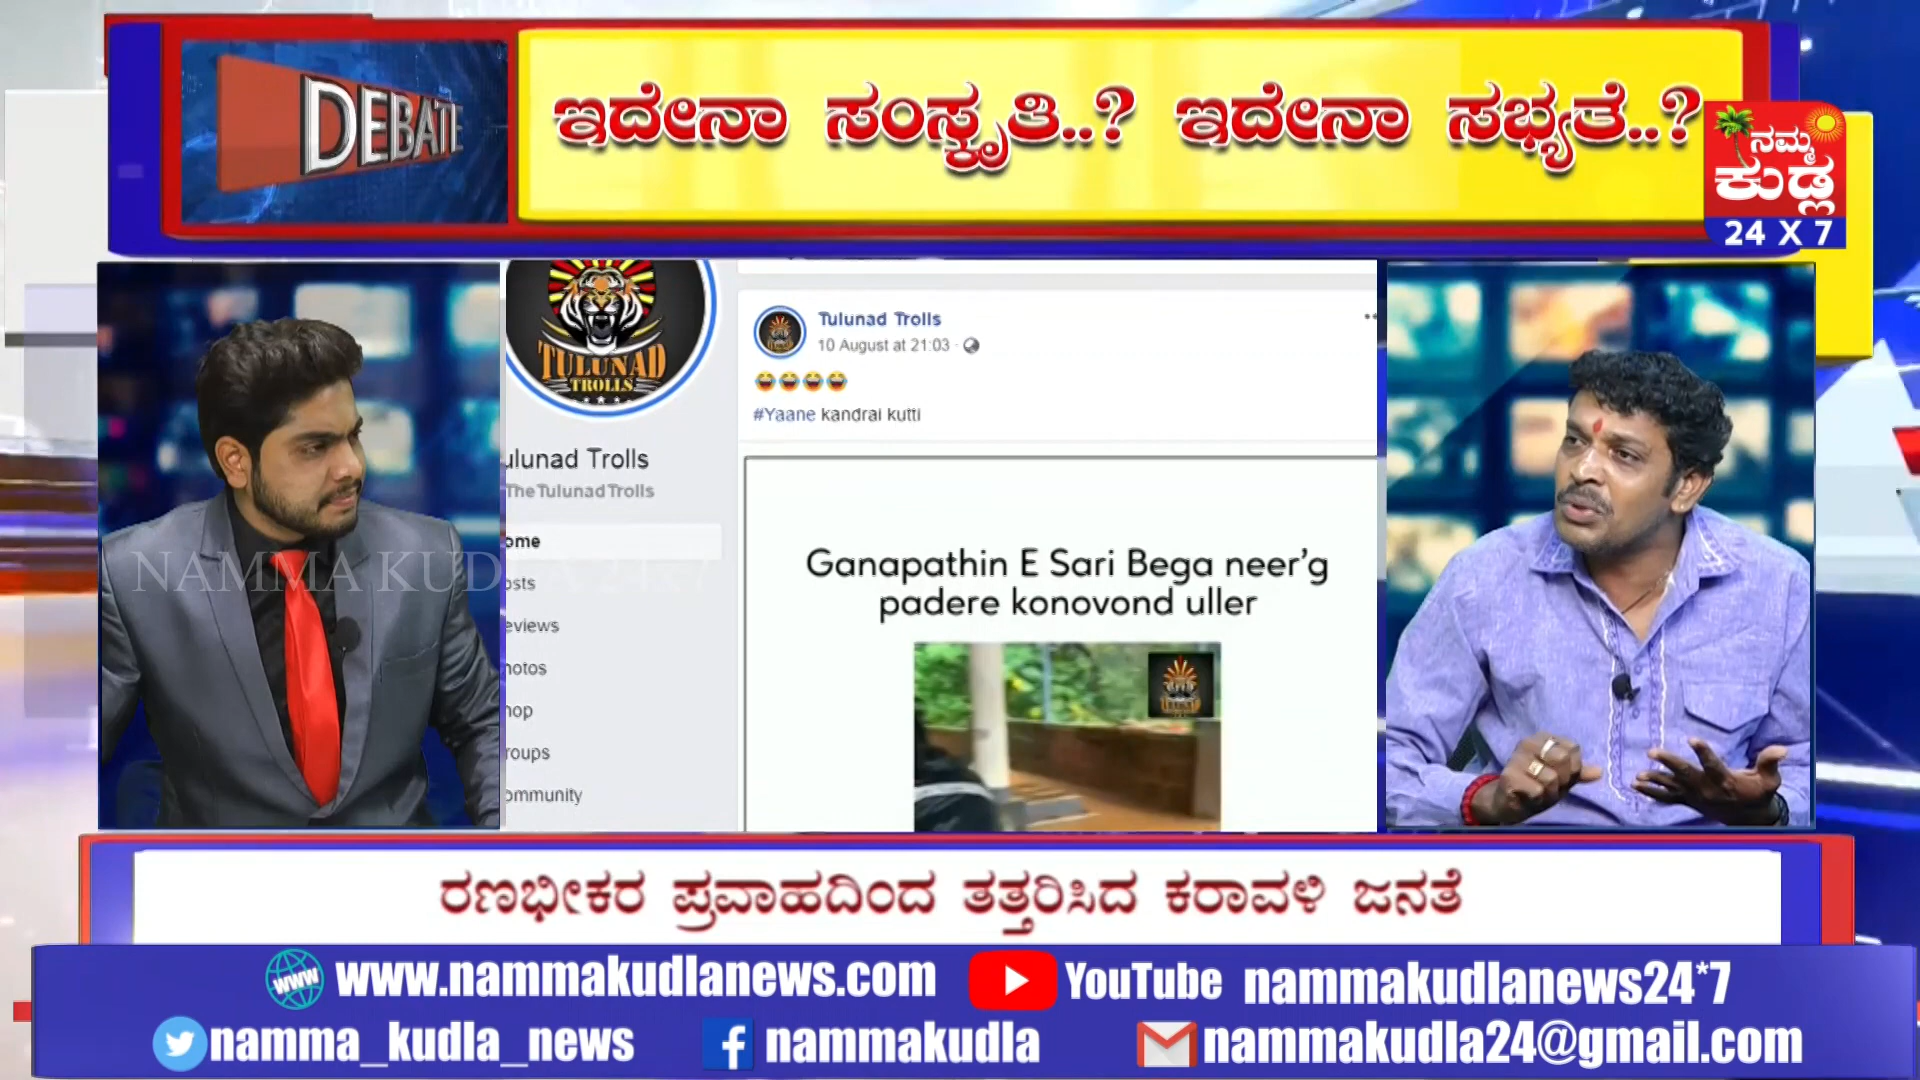 DEBATE
ಇದೇನಾ ಸಂಸ್ಕೃತಿ..? ಇದೇನಾ ಸಭ್ಯತೆ..?
ನಮ್ಮ
ಕುಡ್ಲ
24 X 7
TULUNAD
TROLLS
Tulunad Trolls
10 August at 21:03
#Yaane kandrai kutti
ulunad Trolls
TheTulunadTrolls
ome
osts
eviews
hotos
hop
roups
ommunity
Ganapathin E Sari Bega neer'g
padere konovond uller
NAMMA KUDLA 24x7
ರಣಭೀಕರ ಪ್ರವಾಹದಿಂದ ತತ್ತರಿಸಿದ ಕರಾವಳಿ ಜನತೆ
www www.nammakudlanews.com YouTube nammakudlanews24*7
namma_kudla_news nammakudla nammakudla24@gmail.com